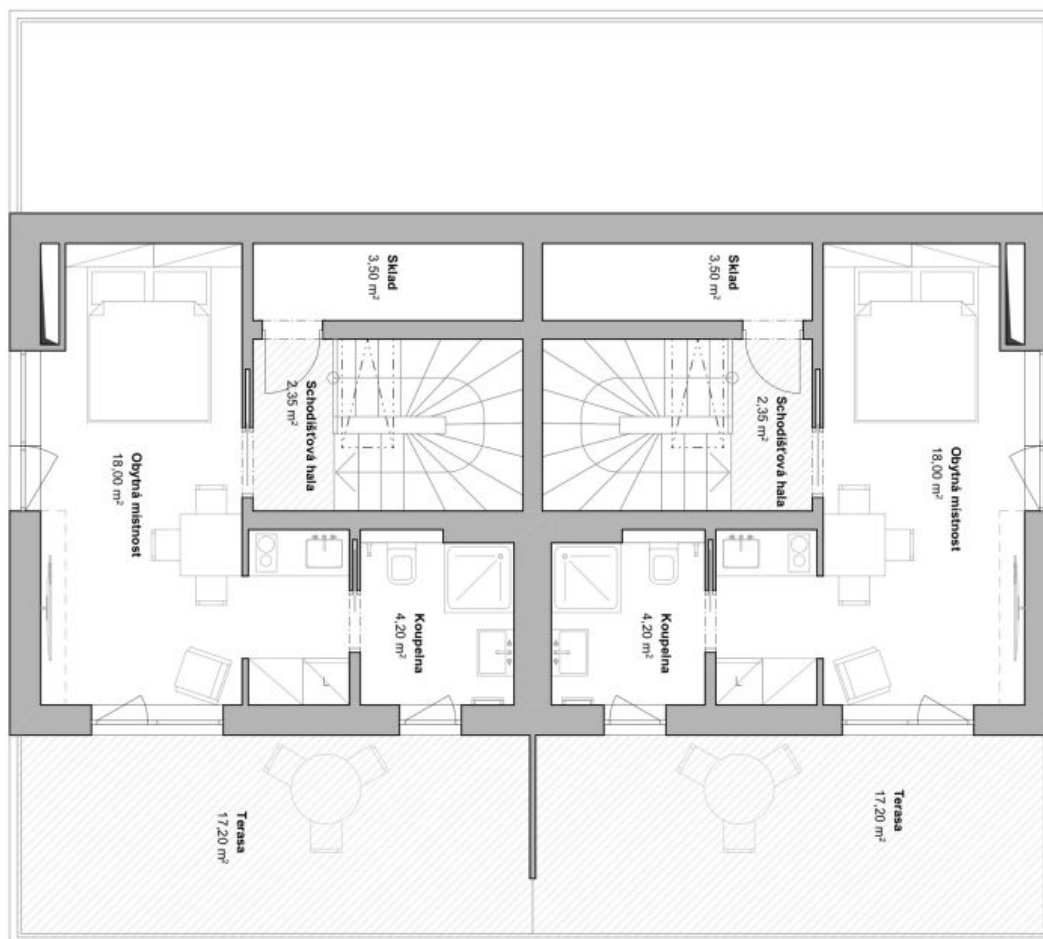 Sklad
3,50 m²
Sklad
3,50 m²
Schodišťová hala
2,35 m²
Schodišťová hala
2,35 m²
Obytná místnost
18,00 m²
Obytná místnost
18,00 m²
Koupelna
4,20 m²
Koupelna
4,20 m²
L
L
Terasa
17,20 m²
Terasa
17,20 m²